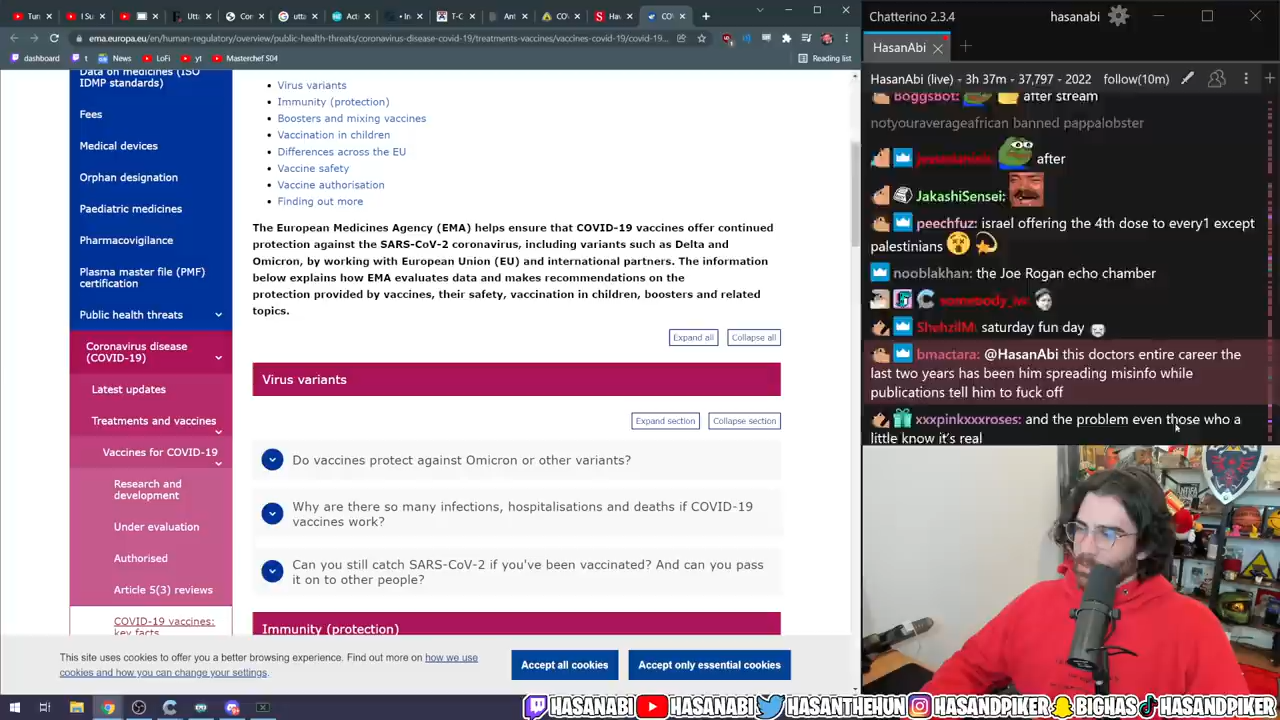 Tun
I Su
Utta
Cor
utta
Acti
In
T-C
Ant
CO\
Hav
CO\
ema.europa.eu/en/human-regulatory/overview/public-health-threats/coronavirus-disease-covid-19/treatments-vaccines/vaccines-covid-19/covid-19...
dashboard
t
News
LoFi
yt
Masterchef S04
Reading list
Data on medicines (ISO
IDMP standards)
Fees
Medical devices
Orphan designation
Paediatric medicines
Pharmacovigilance
Plasma master file (PMF)
certification
Public health threats
Coronavirus disease
(COVID-19)
Latest updates
Treatments and vaccines
Vaccines for COVID-19
Research and
development
Under evaluation
Authorised
Article 5(3) reviews
COVID-19 vaccines:
key facts
Virus variants
Immunity (protection)
Boosters and mixing vaccines
Vaccination in children
Differences across the EU
Vaccine safety
Vaccine authorisation
Finding out more
The European Medicines Agency (EMA) helps ensure that COVID-19 vaccines offer continued
protection against the SARS-CoV-2 coronavirus, including variants such as Delta and
Omicron, by working with European Union (EU) and international partners. The information
below explains how EMA evaluates data and makes recommendations on the
protection provided by vaccines, their safety, vaccination in children, boosters and related
topics.
Expand all
Collapse all
Virus variants
Expand section
Collapse section
Do vaccines protect against Omicron or other variants?
Why are there so many infections, hospitalisations and deaths if COVID-19
vaccines work?
Can you still catch SARS-CoV-2 if you've been vaccinated? And can you pass
it on to other people?
Immunity (protection)
This site uses cookies to offer you a better browsing experience. Find out more on how we use
cookies and how you can change your settings.
Accept all cookies
Accept only essential cookies
Chatterino 2.3.4
hasanabi
HasanAbi
HasanAbi (live) - 3h 37m - 37,797 - 2022
follow(10m)
BoggsBot:
after stream
notyouraverageafrican banned pappalobster
after
JakashiSensei:
peechfuz: israel offering the 4th dose to every1 except
palestinians
nooblakhan: the Joe Rogan echo chamber
ShehzilM: saturday fun day
bmactara: @HasanAbi this doctors entire career the
last two years has been him spreading misinfo while
publications tell him to fuck off
xxxpinkxxxroses: and the problem even those who a
little know it's real
HASANABI
HASANABI
HASANTHEHUN
HASANDPIKER
BIGHAS
HASANDPIKER